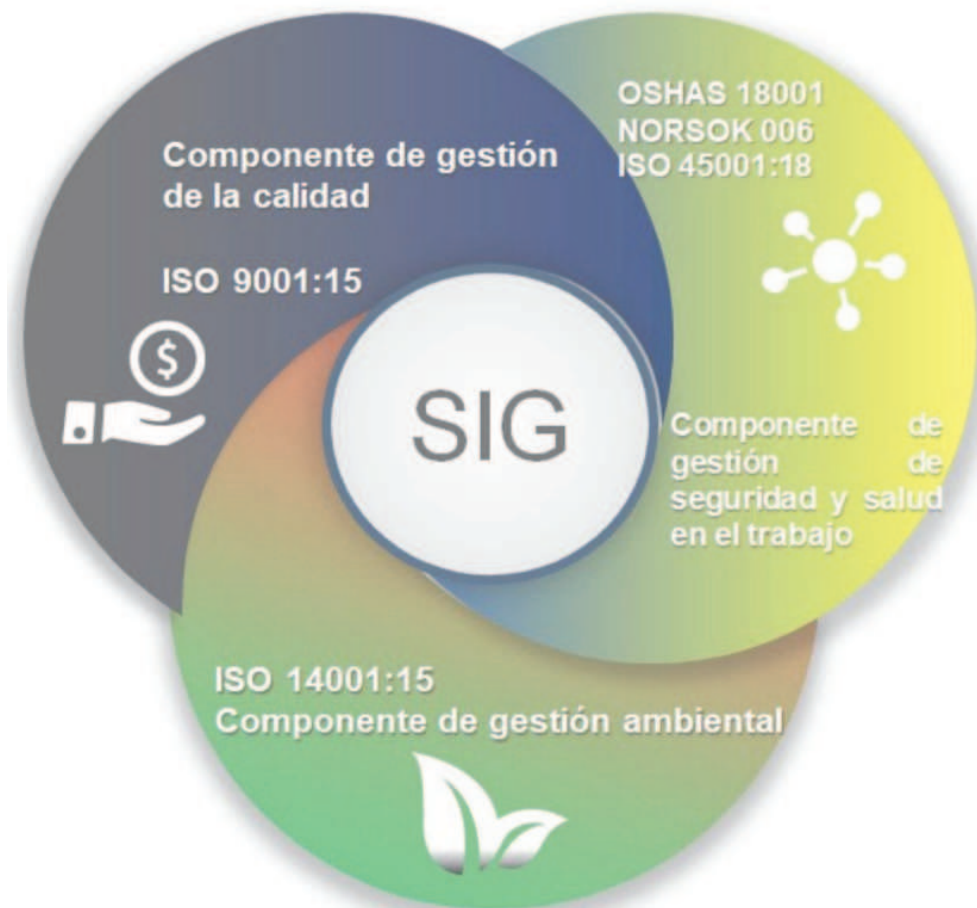 Componente de gestión
de la calidad
ISO 9001:15
$
OSHAS 18001
NORSOK 006
ISO 45001:18
SIG
Componente de
gestión de
seguridad y salud
en el trabajo
ISO 14001:15
Componente de gestión ambiental